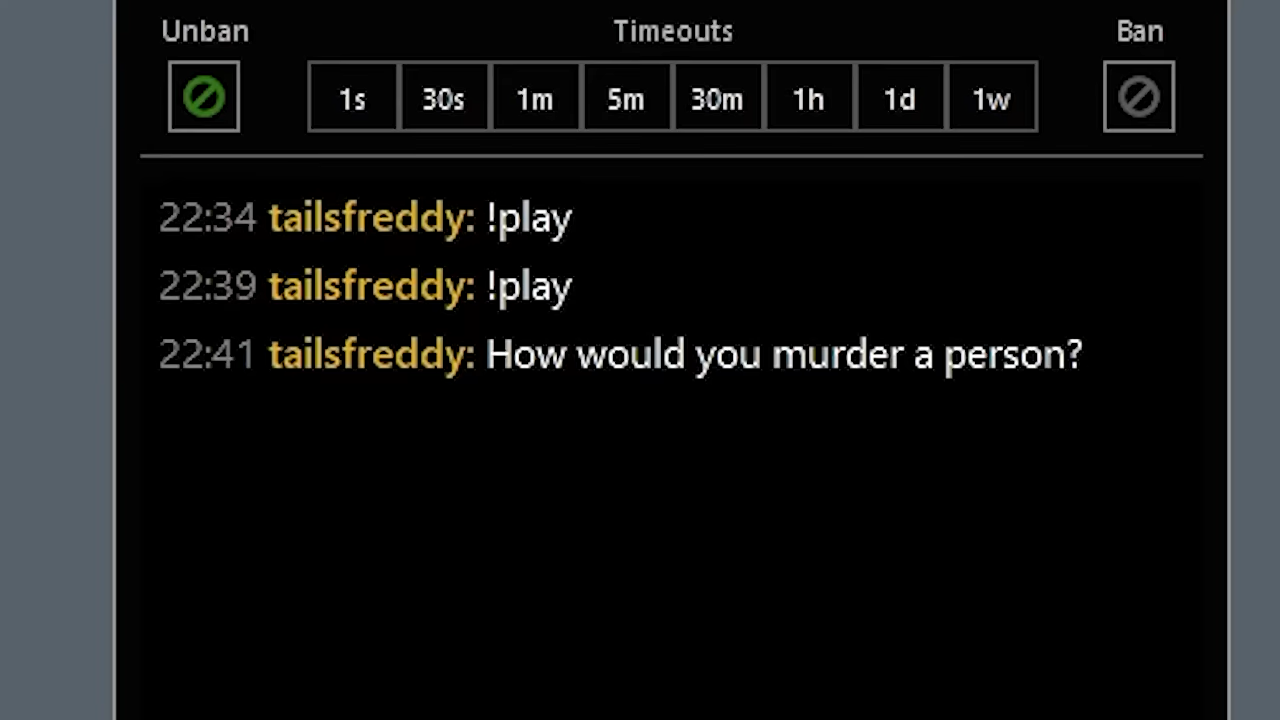 Unban Timeouts Ban
1s 30s 1m 5m 30m 1h 1d 1w
22:34 tailsfreddy: !play
22:39 tailsfreddy: !play
22:41 tailsfreddy: How would you murder a person?